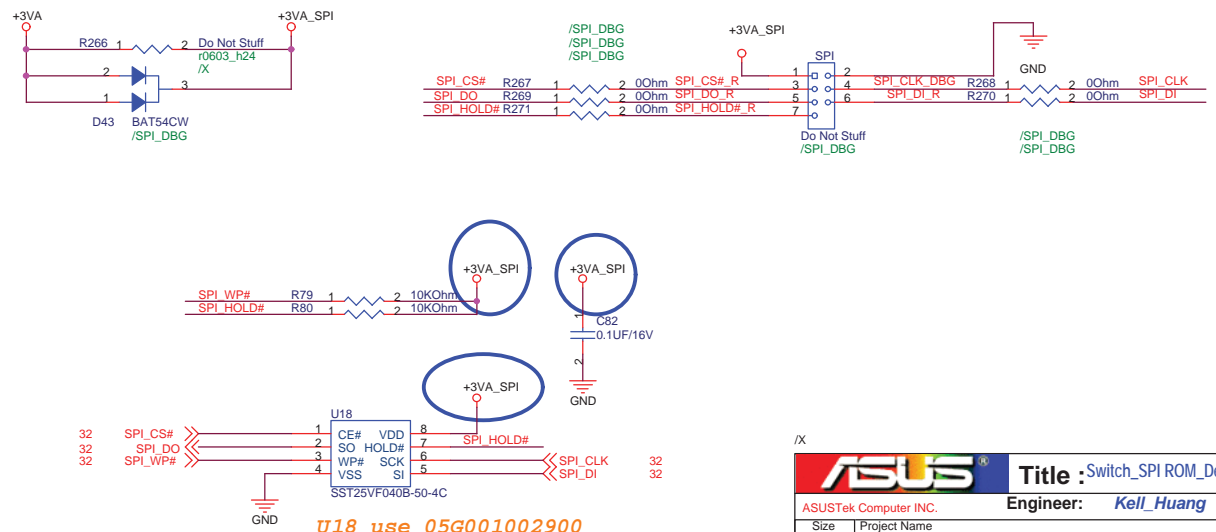 +3VA
+3VA_SPI
R266 1 2 Do Not Stuff
r0603_h24
/X
2
3
1
D43 BAT54CW
/SPI_DBG
/SPI_DBG
/SPI_DBG
/SPI_DBG
+3VA_SPI
SPI
GND
SPI_CS# R267 1 2 0Ohm SPI_CS#_R
SPI_DO R269 1 2 0Ohm SPI_DO_R
SPI_HOLD# R271 1 2 0Ohm SPI_HOLD#_R
1 2
3 4
5 6
7
SPI_CLK_DBG R268 1 2 0Ohm SPI_CLK
SPI_DI_R R270 1 2 0Ohm SPI_DI
Do Not Stuff
/SPI_DBG
/SPI_DBG
/SPI_DBG
+3VA_SPI
SPI_WP# R79 1 2 10KOhm
SPI_HOLD# R80 1 2 10KOhm
+3VA_SPI
1
C82
0.1UF/16V
2
GND
+3VA_SPI
U18
32 SPI_CS# 1 CE# VDD 8
32 SPI_DO 2 SO HOLD# 7 SPI_HOLD#
32 SPI_WP# 3 WP# SCK 6 SPI_CLK 32
4 VSS SI 5 SPI_DI 32
SST25VF040B-50-4C
GND
U18 use 05G001002900
/X
ASUS®
Title : Switch_SPI ROM_De
ASUSTek Computer INC.
Engineer: Kell_Huang
Size Project Name